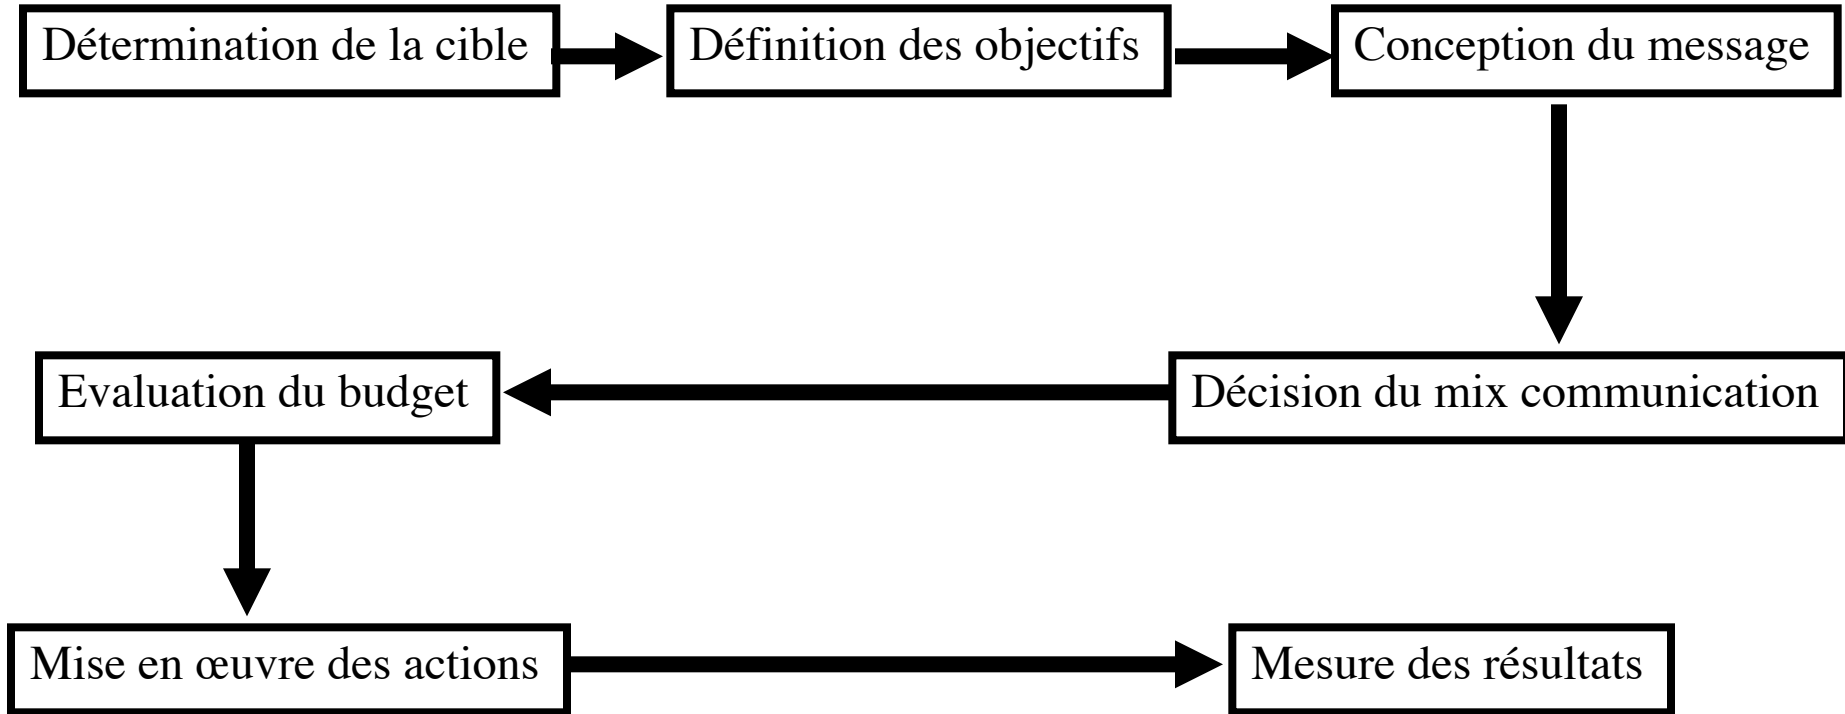 Détermination de la cible
Définition des objectifs
Conception du message
Décision du mix communication
Evaluation du budget
Mise en œuvre des actions
Mesure des résultats